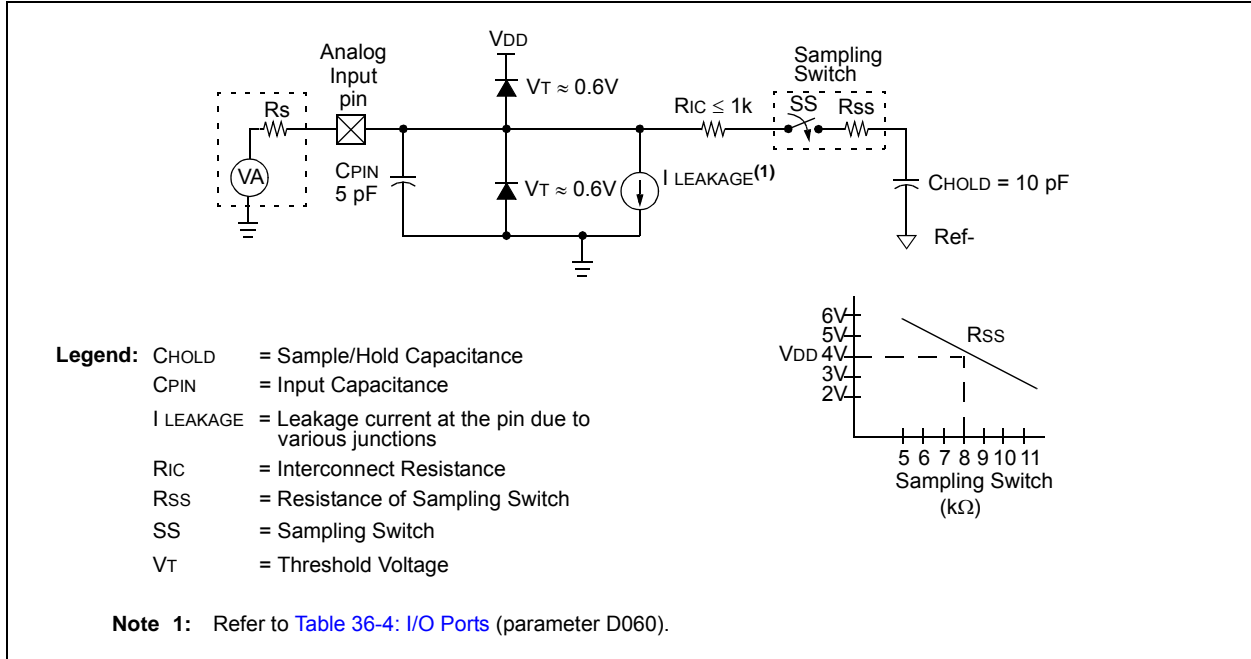 VDD
Analog
Input
pin
Sampling
Switch
VT ≈ 0.6V
RIC ≤ 1k
SS
Rss
Rs
VA
CPIN
5 pF
VT ≈ 0.6V
I LEAKAGE(1)
CHOLD = 10 pF
Ref-
6V
5V
VDD 4V
3V
2V
RSS
5 6 7 8 9 10 11
Sampling Switch
(kΩ)
Legend: CHOLD = Sample/Hold Capacitance
CPIN = Input Capacitance
I LEAKAGE = Leakage current at the pin due to
various junctions
RIC = Interconnect Resistance
RSS = Resistance of Sampling Switch
SS = Sampling Switch
VT = Threshold Voltage
Note 1: Refer to Table 36-4: I/O Ports (parameter D060).